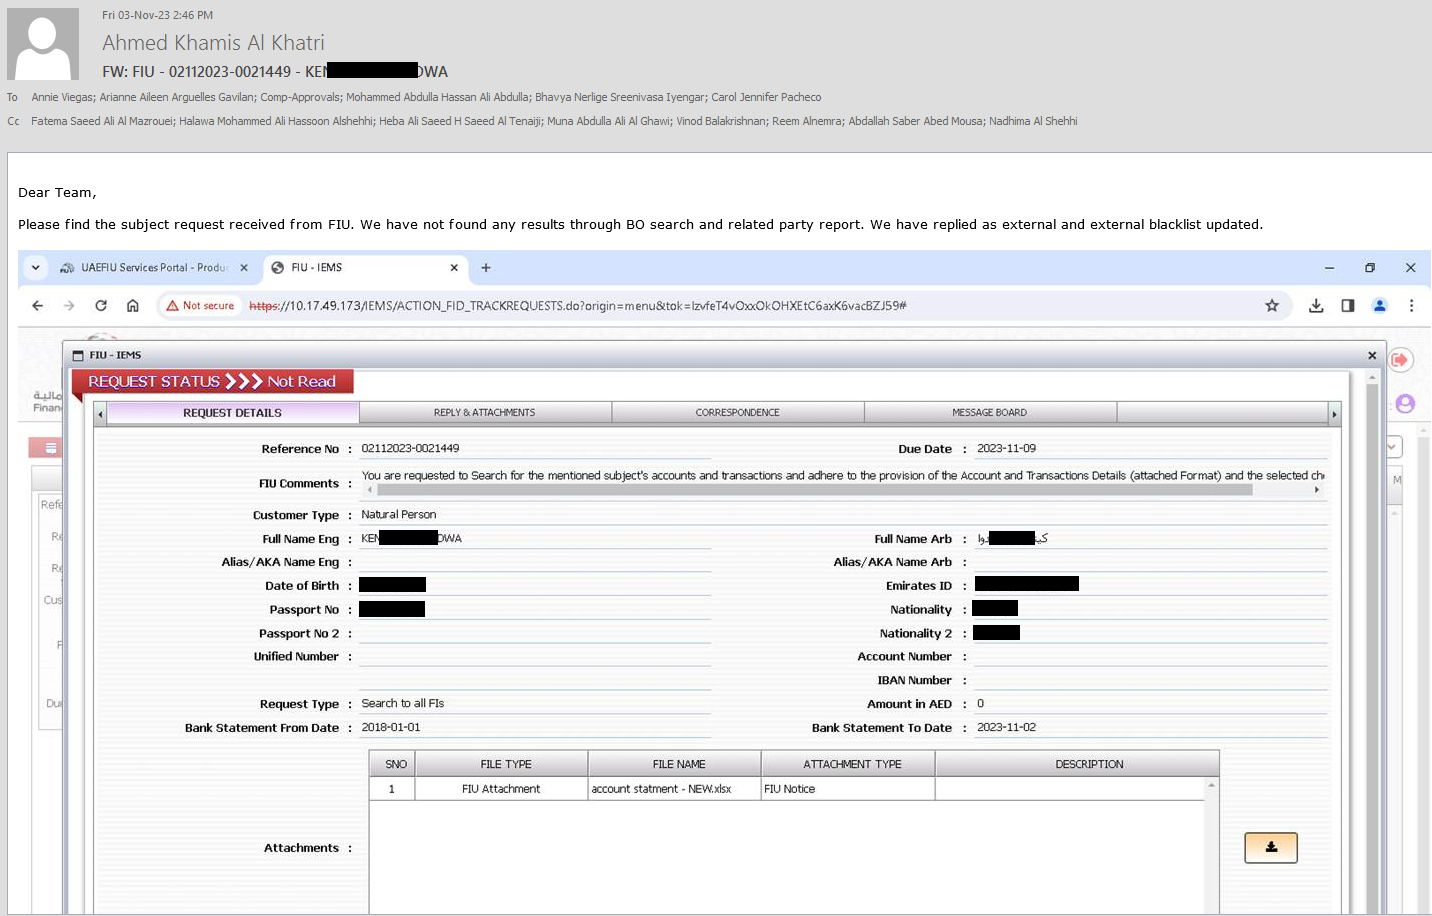 Fri 03-Nov-23 2:46 PM
Ahmed Khamis Al Khatri
FW: FIU - 02112023-0021449 - KEN OWA
To Annie Viegas; Arianne Aileen Arguelles Gavilan; Comp-Approvals; Mohammed Abdulla Hassan Ali Abdulla; Bhavya Nerlige Sreenivasa Iyengar; Carol Jennifer Pacheco
Cc Fatema Saeed Ali Al Mazrouei; Halawa Mohammed Ali Hassoon Alshehhi; Heba Ali Saeed H Saeed Al Tenaiji; Muna Abdulla Ali Al Ghawi; Vinod Balakrishnan; Reem Alnemra; Abdallah Saber Abed Mousa; Nadhima Al Shehhi
Dear Team,
Please find the subject request received from FIU. We have not found any results through BO search and related party report. We have replied as external and external blacklist updated.
UAEFIU Services Portal - Produ FIU - IEMS
Not secure https://10.17.49.173/IEMS/ACTION_FID_TRACKREQUESTS.do?origin=menu&tok=IzvfeT4vOxxOkOHXEtC6axK6vacBZJ59#
FIU - IEMS
REQUEST STATUS Not Read
مالية
Finan
REQUEST DETAILS REPLY & ATTACHMENTS CORRESPONDENCE MESSAGE BOARD
Reference No : 02112023-0021449 Due Date : 2023-11-09
FIU Comments : You are requested to Search for the mentioned subject's accounts and transactions and adhere to the provision of the Account and Transactions Details (attached Format) and the selected ch
Customer Type : Natural Person
Full Name Eng : KEN OWA Full Name Arb : كين دوا
Alias/AKA Name Eng : Alias/AKA Name Arb :
Date of Birth : Emirates ID :
Passport No : Nationality :
Passport No 2 : Nationality 2 :
Unified Number : Account Number :
IBAN Number :
Request Type : Search to all FIs Amount in AED : 0
Bank Statement From Date : 2018-01-01 Bank Statement To Date : 2023-11-02
SNO FILE TYPE FILE NAME ATTACHMENT TYPE DESCRIPTION
1 FIU Attachment account statment - NEW.xlsx FIU Notice
Attachments :